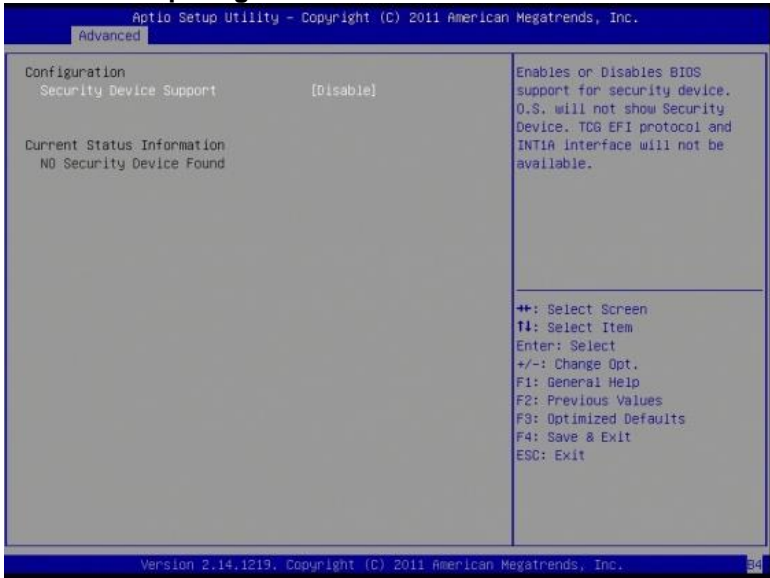 Aptio Setup Utility – Copyright (C) 2011 American Megatrends, Inc.
Advanced
Configuration
Security Device Support [Disable]
Current Status Information
NO Security Device Found
Enables or Disables BIOS
support for security device.
O.S. will not show Security
Device. TCG EFI protocol and
INT1A interface will not be
available.
→←: Select Screen
↑↓: Select Item
Enter: Select
+/-: Change Opt.
F1: General Help
F2: Previous Values
F3: Optimized Defaults
F4: Save & Exit
ESC: Exit
Version 2.14.1219. Copyright (C) 2011 American Megatrends, Inc.
B4